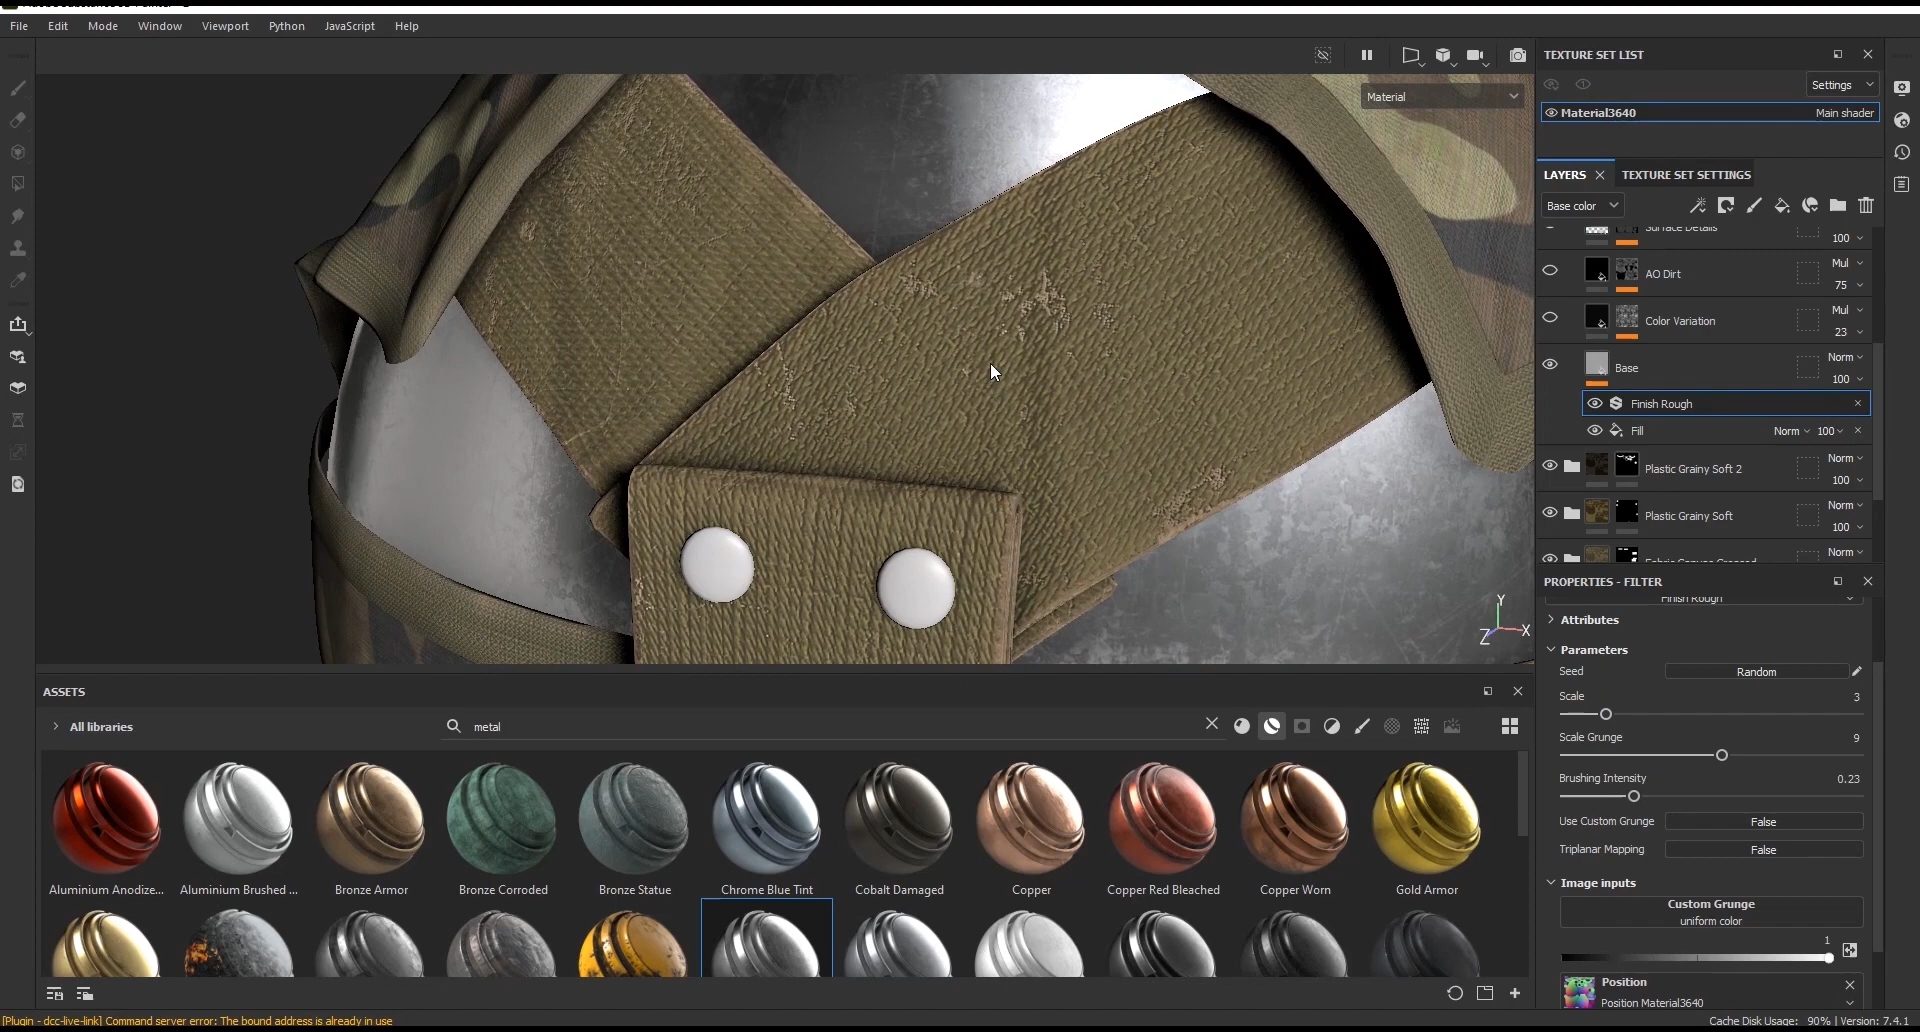 File Edit Mode Window Viewport Python JavaScript Help
Material
Y
Z X
TEXTURE SET LIST
Settings
Material3640 Main shader
LAYERS TEXTURE SET SETTINGS
Base color
Surface Details
100
AO Dirt Mul
75
Color Variation Mul
23
Base Norm
100
Finish Rough
Fill Norm 100
Plastic Grainy Soft 2 Norm
100
Plastic Grainy Soft Norm
100
Norm
PROPERTIES - FILTER
Finish Rough
Attributes
Parameters
Seed Random
Scale 3
Scale Grunge 9
Brushing Intensity 0.23
Use Custom Grunge False
Triplanar Mapping False
Image inputs
Custom Grunge
uniform color
1
Position
Position Material3640
ASSETS
All libraries metal
Aluminium Anodize... Aluminium Brushed ... Bronze Armor Bronze Corroded Bronze Statue Chrome Blue Tint Cobalt Damaged Copper Copper Red Bleached Copper Worn Gold Armor
[Plugin - dcc-live-link] Command server error: The bound address is already in use
Cache Disk Usage: 90% | Version: 7.4.1